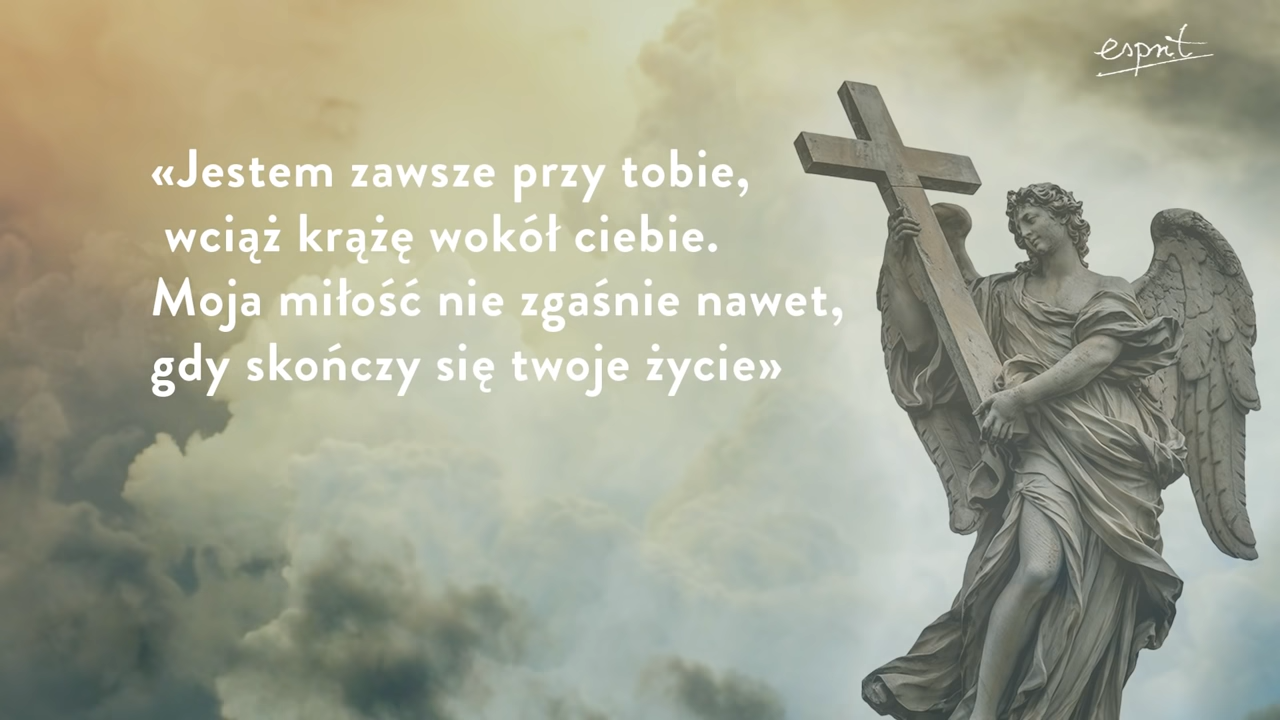 esprit
«Jestem zawsze przy tobie,
wciąż krążę wokół ciebie.
Moja miłość nie zgaśnie nawet,
gdy skończy się twoje życie»